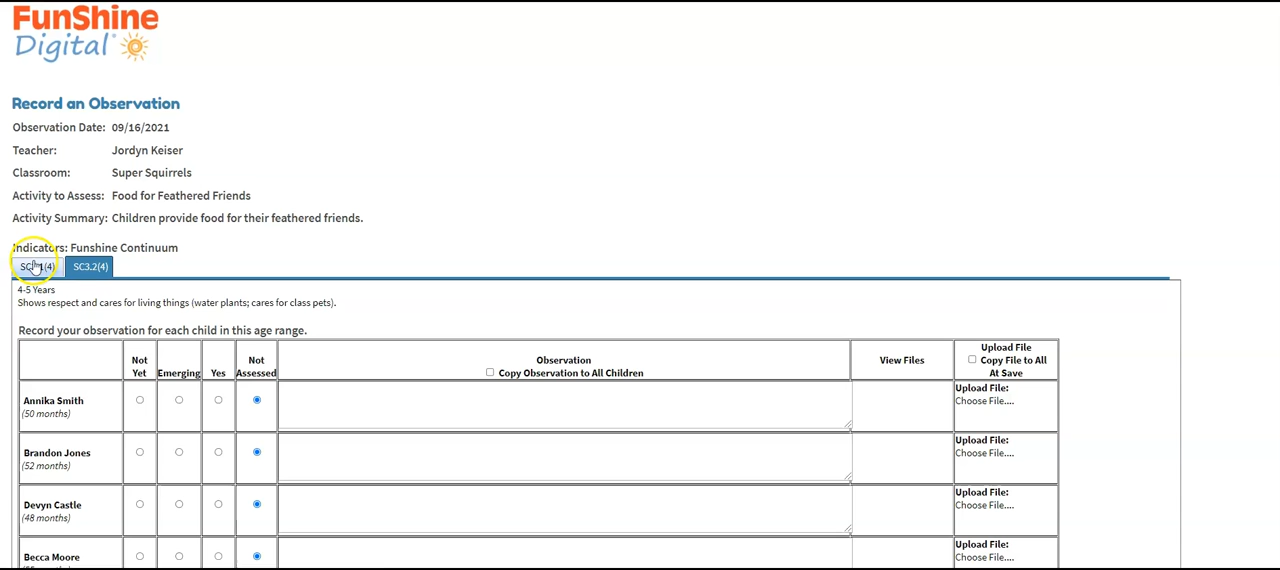 FunShine
Digital
Record an Observation
Observation Date: 09/16/2021
Teacher: Jordyn Keiser
Classroom: Super Squirrels
Activity to Assess: Food for Feathered Friends
Activity Summary: Children provide food for their feathered friends.
Indicators: Funshine Continuum
SC3.2(4)
4-5 Years
Shows respect and cares for living things (water plants; cares for class pets).
Record your observation for each child in this age range.
Not Yet Emerging Yes Not Assessed Observation View Files Upload File
Copy Observation to All Children Copy File to All At Save
Annika Smith Upload File:
(50 months) Choose File....
Brandon Jones Upload File:
(52 months) Choose File....
Devyn Castle Upload File:
(48 months) Choose File....
Becca Moore Upload File:
Choose File....